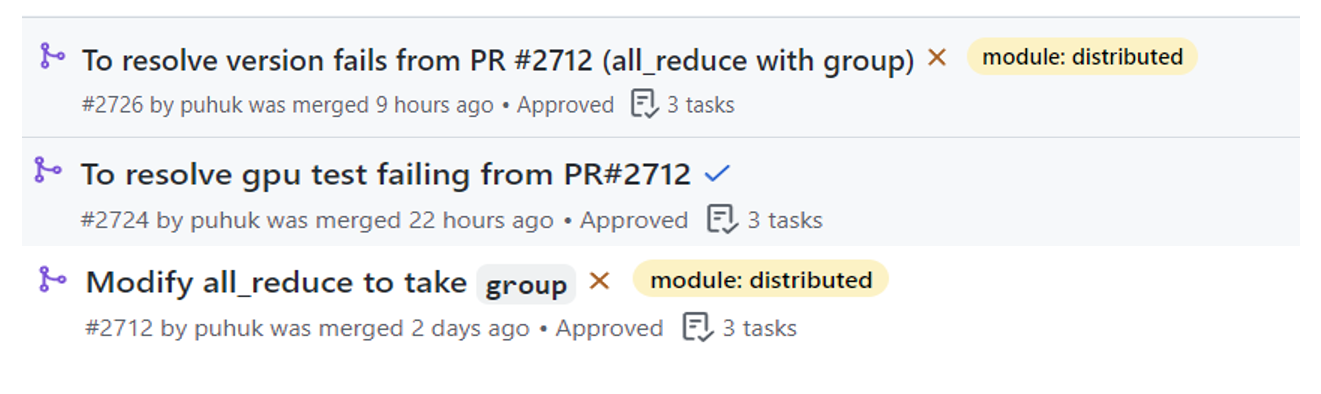 To resolve version fails from PR #2712 (all_reduce with group) module: distributed
#2726 by puhuk was merged 9 hours ago • Approved 3 tasks
To resolve gpu test failing from PR#2712
#2724 by puhuk was merged 22 hours ago • Approved 3 tasks
Modify all_reduce to take group module: distributed
#2712 by puhuk was merged 2 days ago • Approved 3 tasks